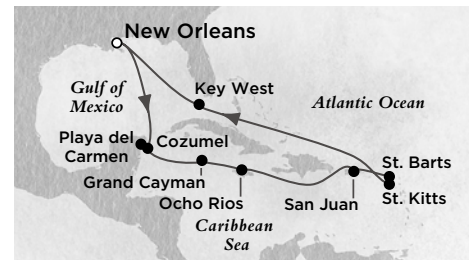 New Orleans
Gulf of
Mexico
Key West
Atlantic Ocean
Playa del
Carmen
Cozumel
Grand Cayman
Ocho Rios
Caribbean
Sea
San Juan
St. Barts
St. Kitts